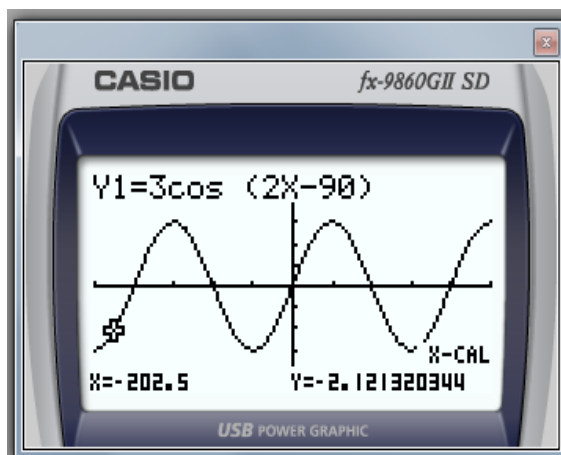 CASIO fx-9860GII SD
Y1=3cos (2X-90)
X-CAL
X=-202.5 Y=-2.121320344
USB POWER GRAPHIC